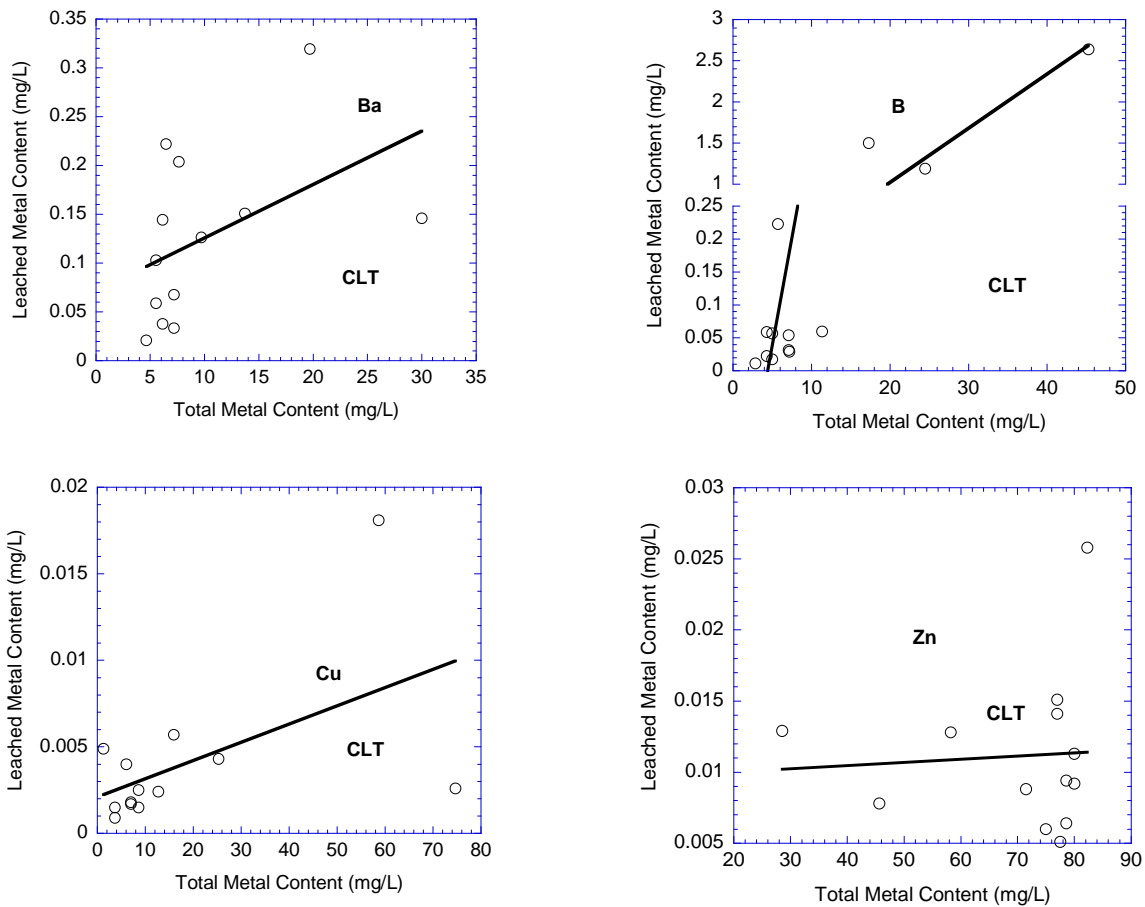 Leached Metal Content (mg/L)
0.35
0.3
0.25
0.2
0.15
0.1
0.05
0
Ba
CLT
0 5 10 15 20 25 30 35
Total Metal Content (mg/L)
Leached Metal Content (mg/L)
3
2.5
2
1.5
1
0.25
0.2
0.15
0.1
0.05
0
B
CLT
0 10 20 30 40 50
Total Metal Content (mg/L)
Leached Metal Content (mg/L)
0.02
0.015
0.01
0.005
0
Cu
CLT
0 10 20 30 40 50 60 70 80
Total Metal Content (mg/L)
Leached Metal Content (mg/L)
0.03
0.025
0.02
0.015
0.01
0.005
Zn
CLT
20 30 40 50 60 70 80 90
Total Metal Content (mg/L)